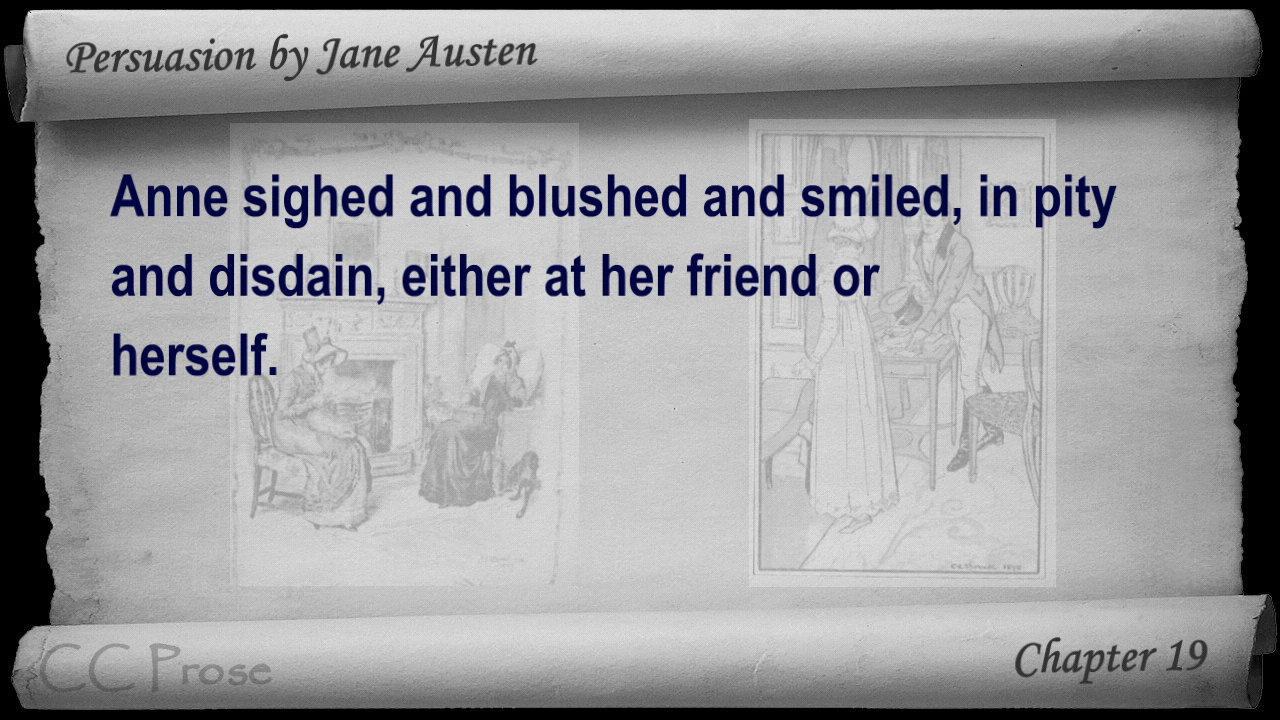 Persuasion by Jane Austen
Anne sighed and blushed and smiled, in pity
and disdain, either at her friend or
herself.
CC Prose
Chapter 19